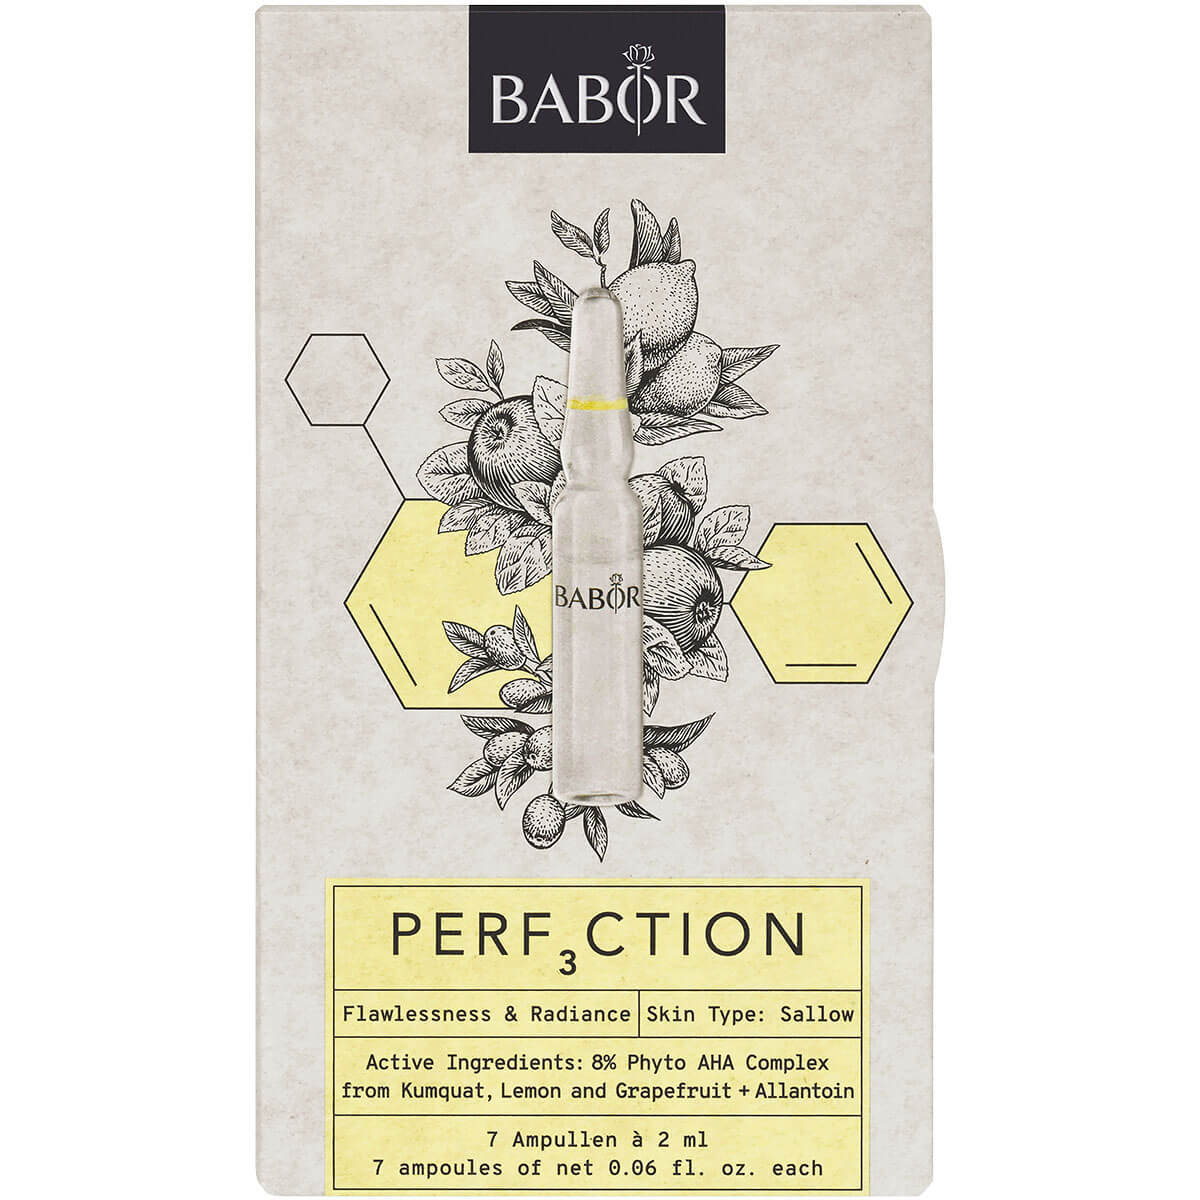 BABOR
BABOR
PERF₃CTION
Flawlessness & Radiance
Skin Type: Sallow
Active Ingredients: 8% Phyto AHA Complex
from Kumquat, Lemon and Grapefruit + Allantoin
7 Ampullen à 2 ml
7 ampoules of net 0.06 fl. oz. each